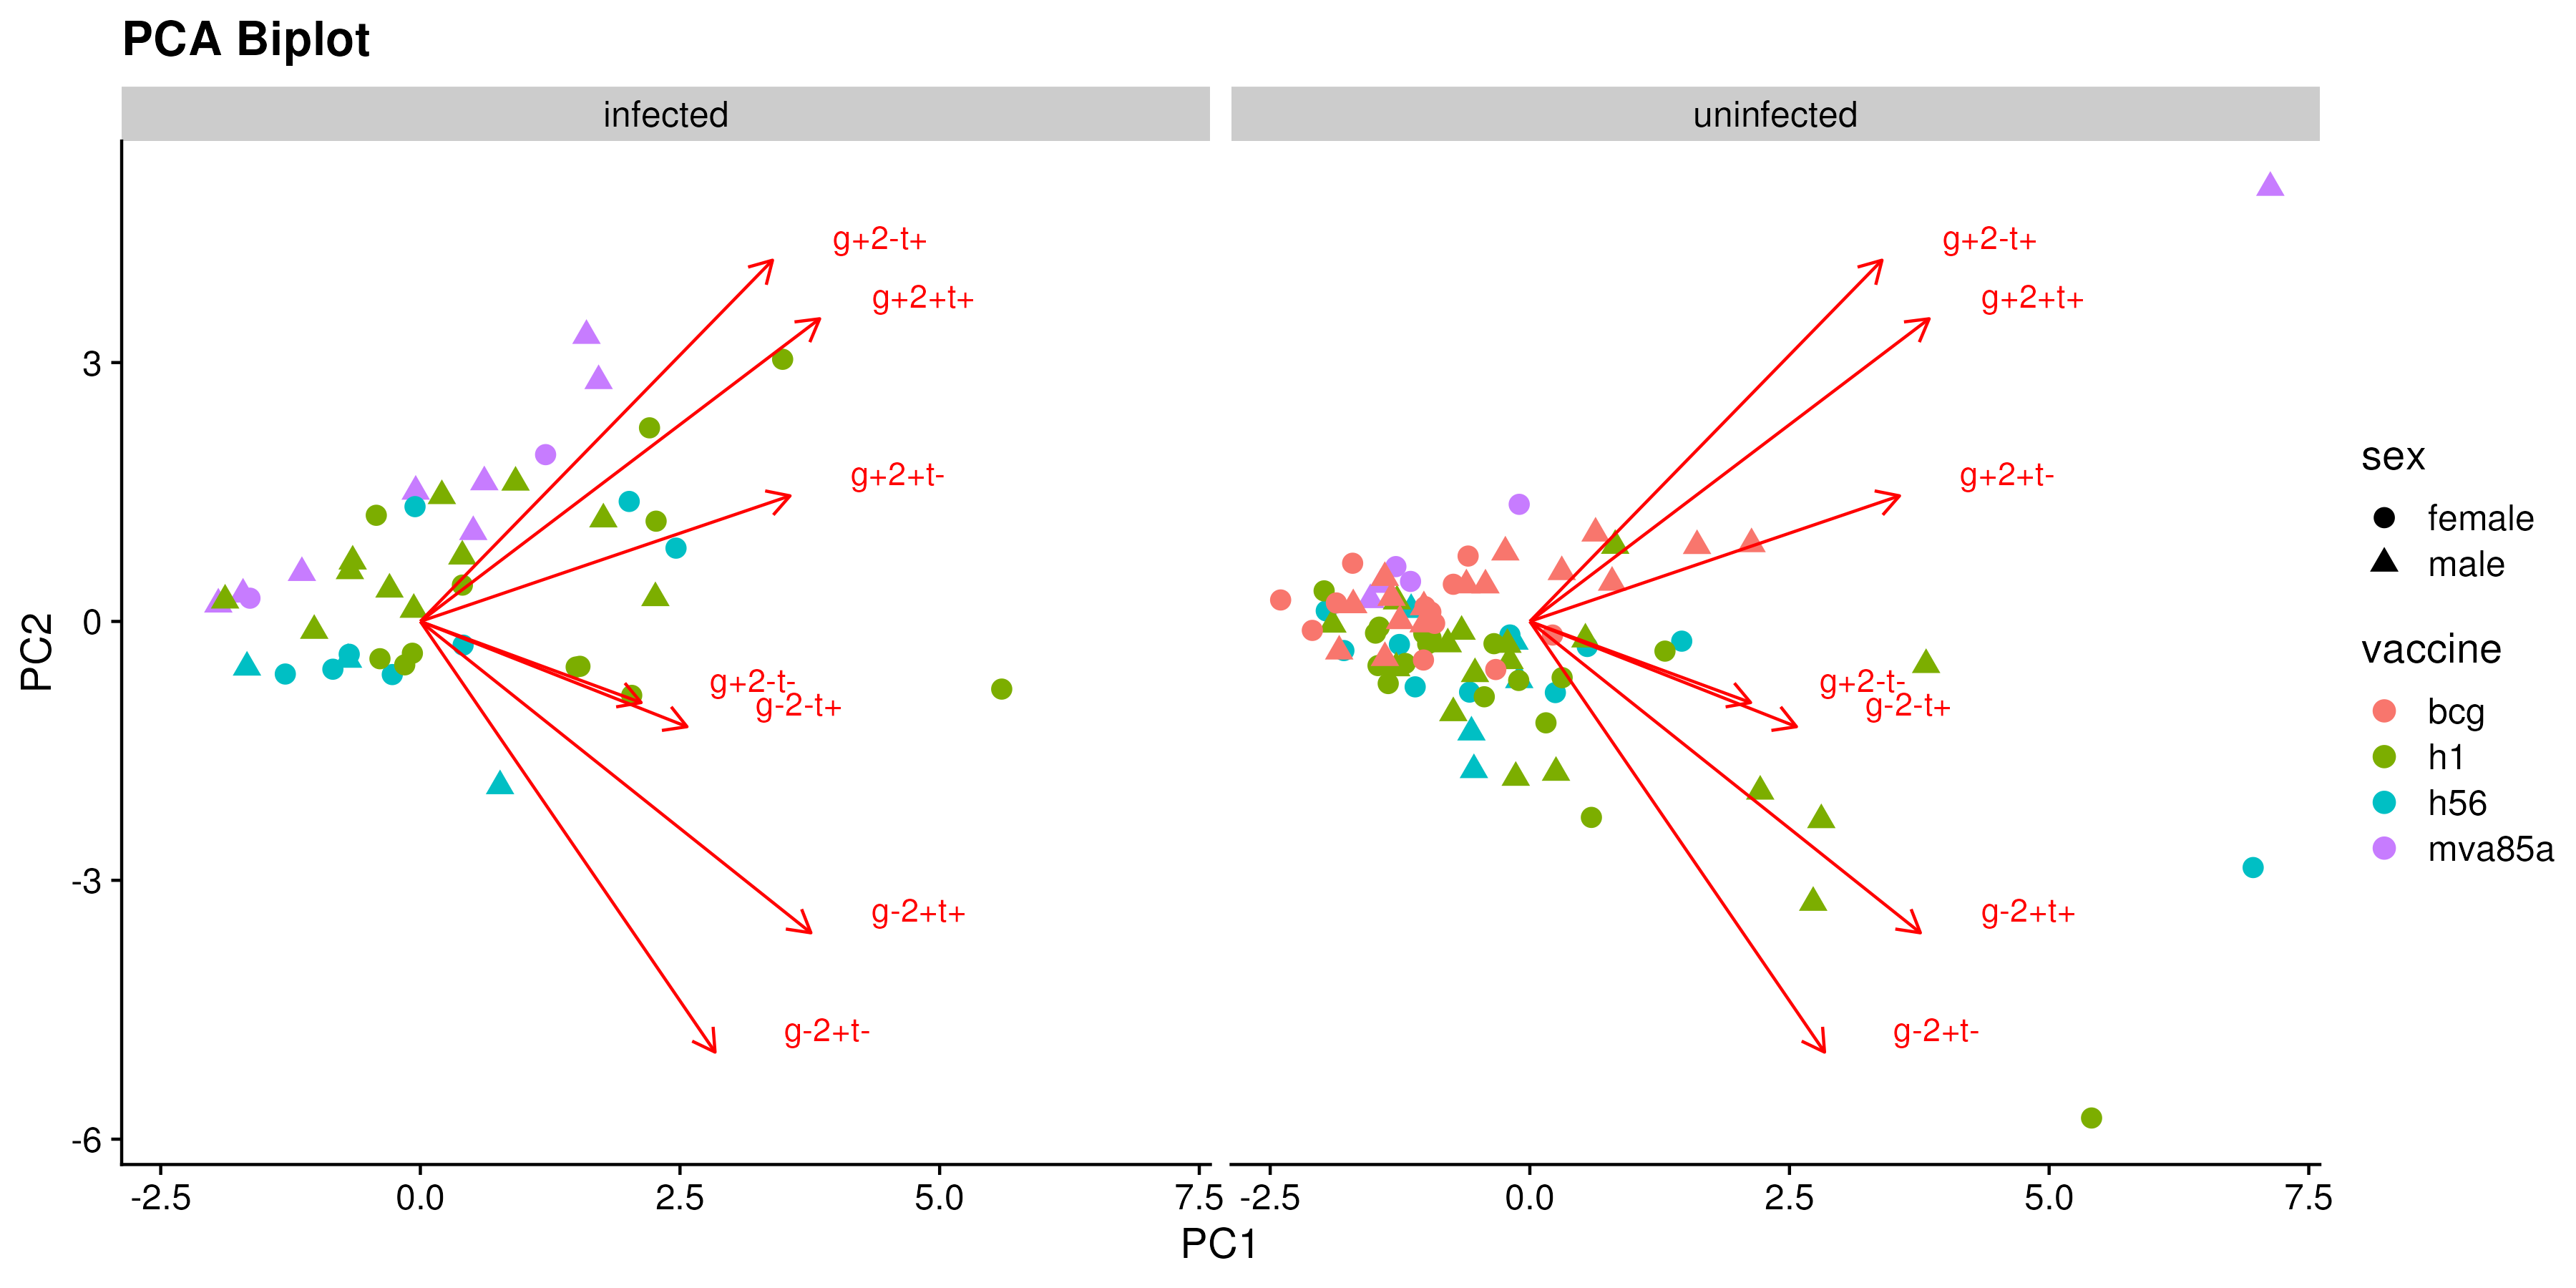 PCA Biplot
infected
uninfected
g+2-t+
g+2+t+
g+2+t-
g+2-t-
g-2-t+
g-2+t+
g-2+t-
g+2-t+
g+2+t+
g+2+t-
g+2-t-
g-2-t+
g-2+t+
g-2+t-
3
0
-3
-6
PC2
-2.5 0.0 2.5 5.0 7.5
-2.5 0.0 2.5 5.0 7.5
PC1
sex
female
male
vaccine
bcg
h1
h56
mva85a